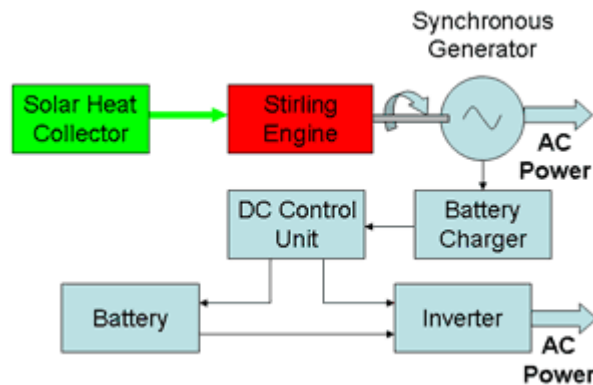 Synchronous
Generator
Solar Heat
Collector
Stirling
Engine
AC
Power
DC Control
Unit
Battery
Charger
Battery
Inverter
AC
Power